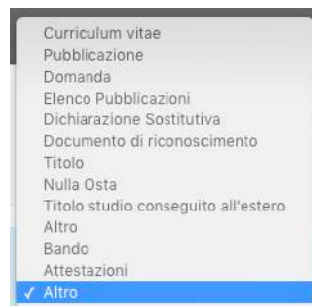 Curriculum vitae
Pubblicazione
Domanda
Elenco Pubblicazioni
Dichiarazione Sostitutiva
Documento di riconoscimento
Titolo
Nulla Osta
Titolo studio conseguito all'estero
Altro
Bando
Attestazioni
✓ Altro